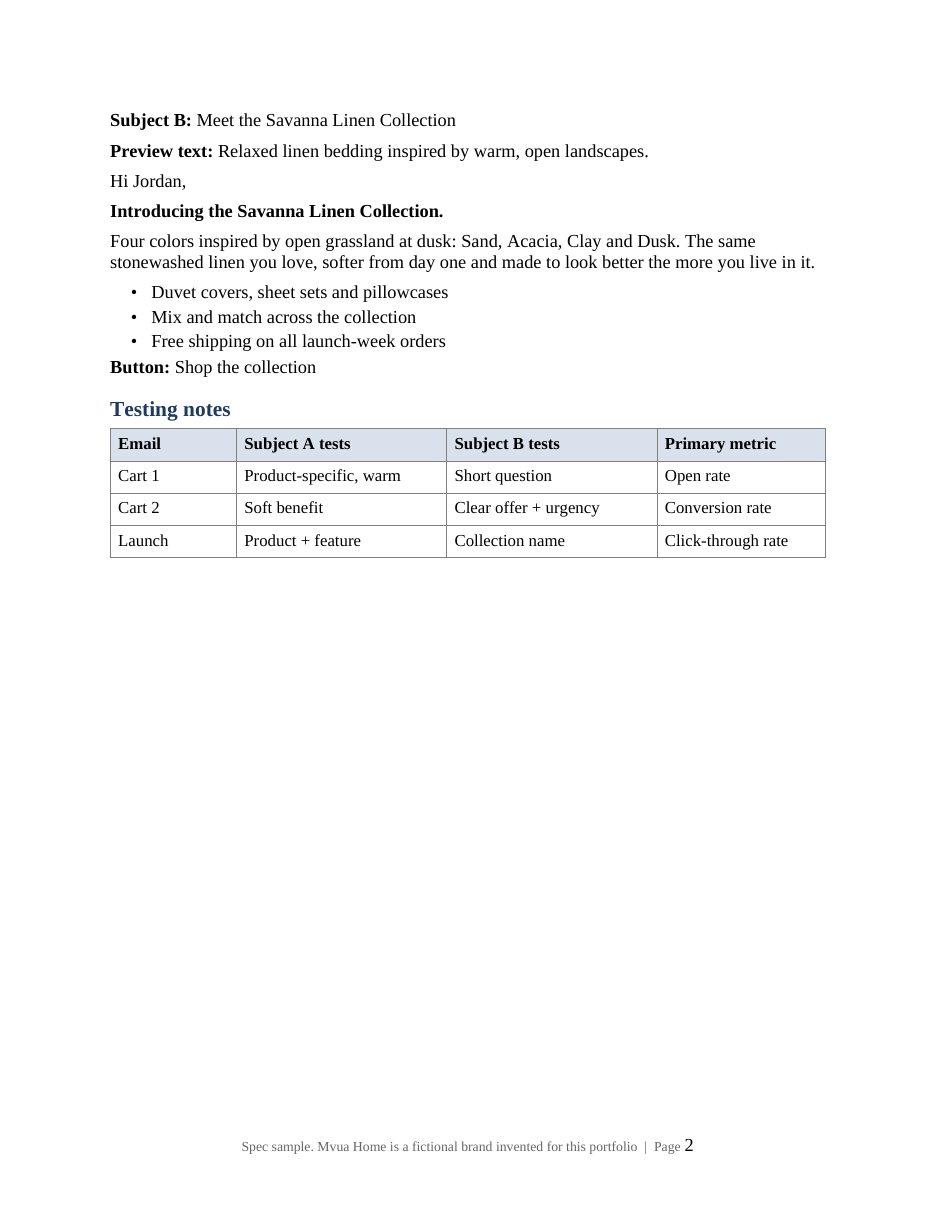 Subject B: Meet the Savanna Linen Collection
Preview text: Relaxed linen bedding inspired by warm, open landscapes.
Hi Jordan,
Introducing the Savanna Linen Collection.
Four colors inspired by open grassland at dusk: Sand, Acacia, Clay and Dusk. The same
stonewashed linen you love, softer from day one and made to look better the more you live in it.
• Duvet covers, sheet sets and pillowcases
• Mix and match across the collection
• Free shipping on all launch-week orders
Button: Shop the collection
Testing notes
Email Subject A tests Subject B tests Primary metric
Cart 1 Product-specific, warm Short question Open rate
Cart 2 Soft benefit Clear offer + urgency Conversion rate
Launch Product + feature Collection name Click-through rate
Spec sample. Mvua Home is a fictional brand invented for this portfolio | Page 2